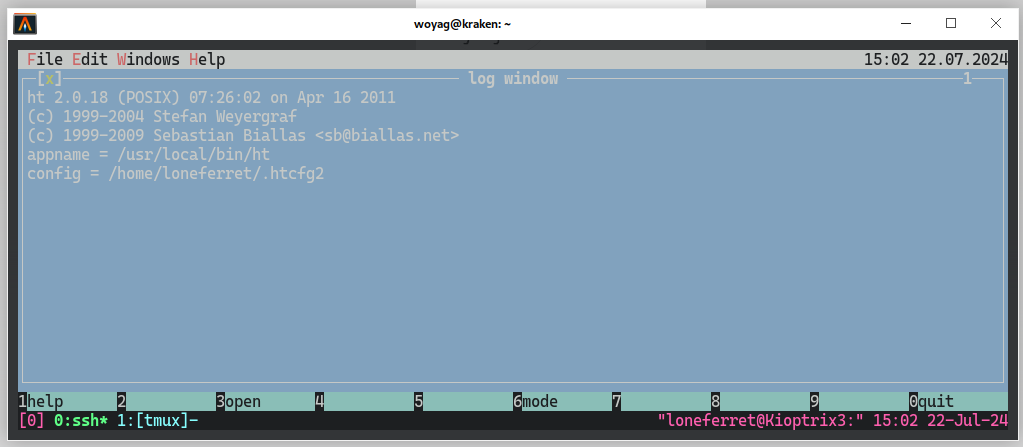 woyag@kraken: ~
File Edit Windows Help 15:02 22.07.2024
[x] log window 1
ht 2.0.18 (POSIX) 07:26:02 on Apr 16 2011
(c) 1999-2004 Stefan Weyergraf
(c) 1999-2009 Sebastian Biallas <sb@biallas.net>
appname = /usr/local/bin/ht
config = /home/loneferret/.htcfg2
1help 2 3open 4 5 6mode 7 8 9 0quit
[0] 0:ssh* 1:[tmux]- "loneferret@Kioptrix3:" 15:02 22-Jul-24